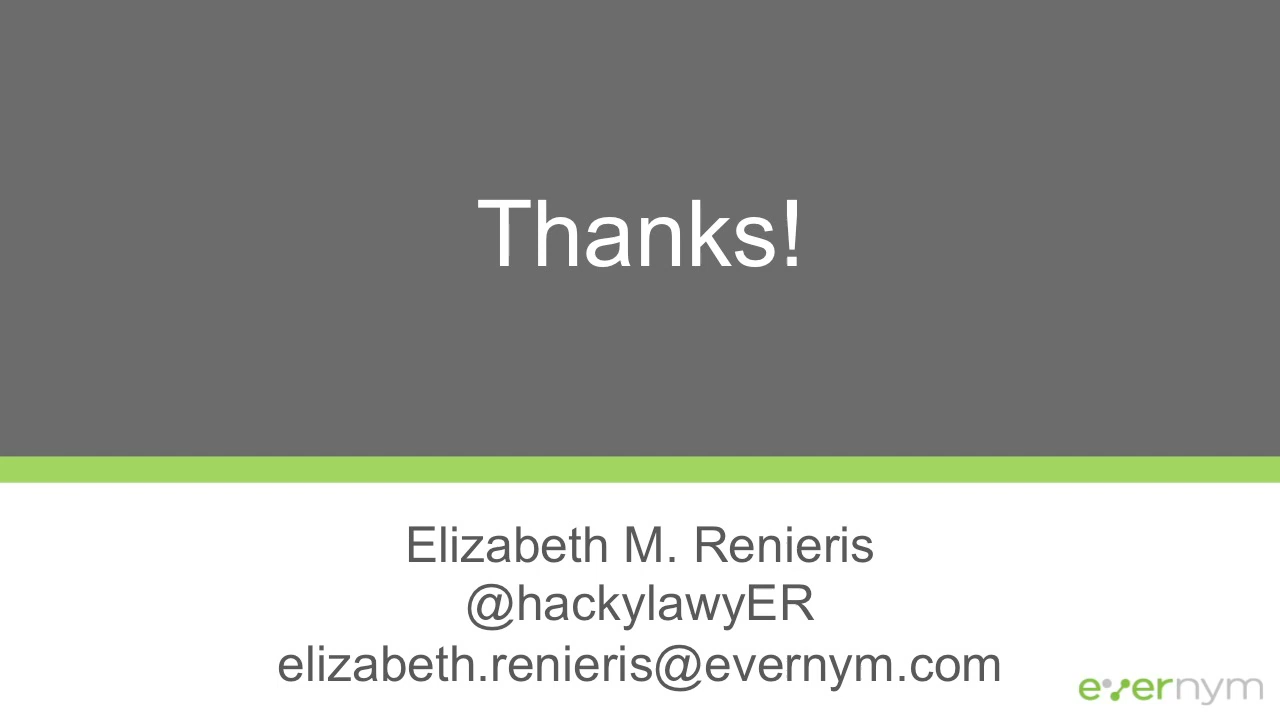 Thanks!
Elizabeth M. Renieris
@hackylawyER
elizabeth.renieris@evernym.com
evernym